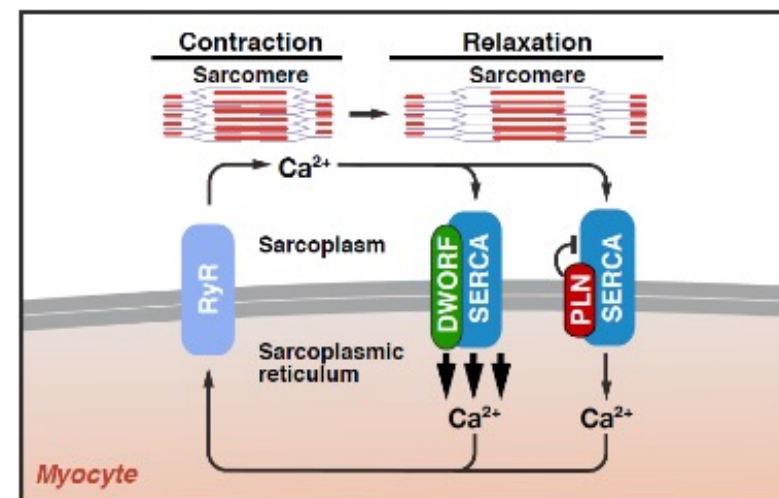 Contraction
Relaxation
Sarcomere
Sarcomere
Ca2+
Sarcoplasm
RyR
DWORF
SERCA
PLN
SERCA
Sarcoplasmic
reticulum
Ca2+
Ca2+
Myocyte